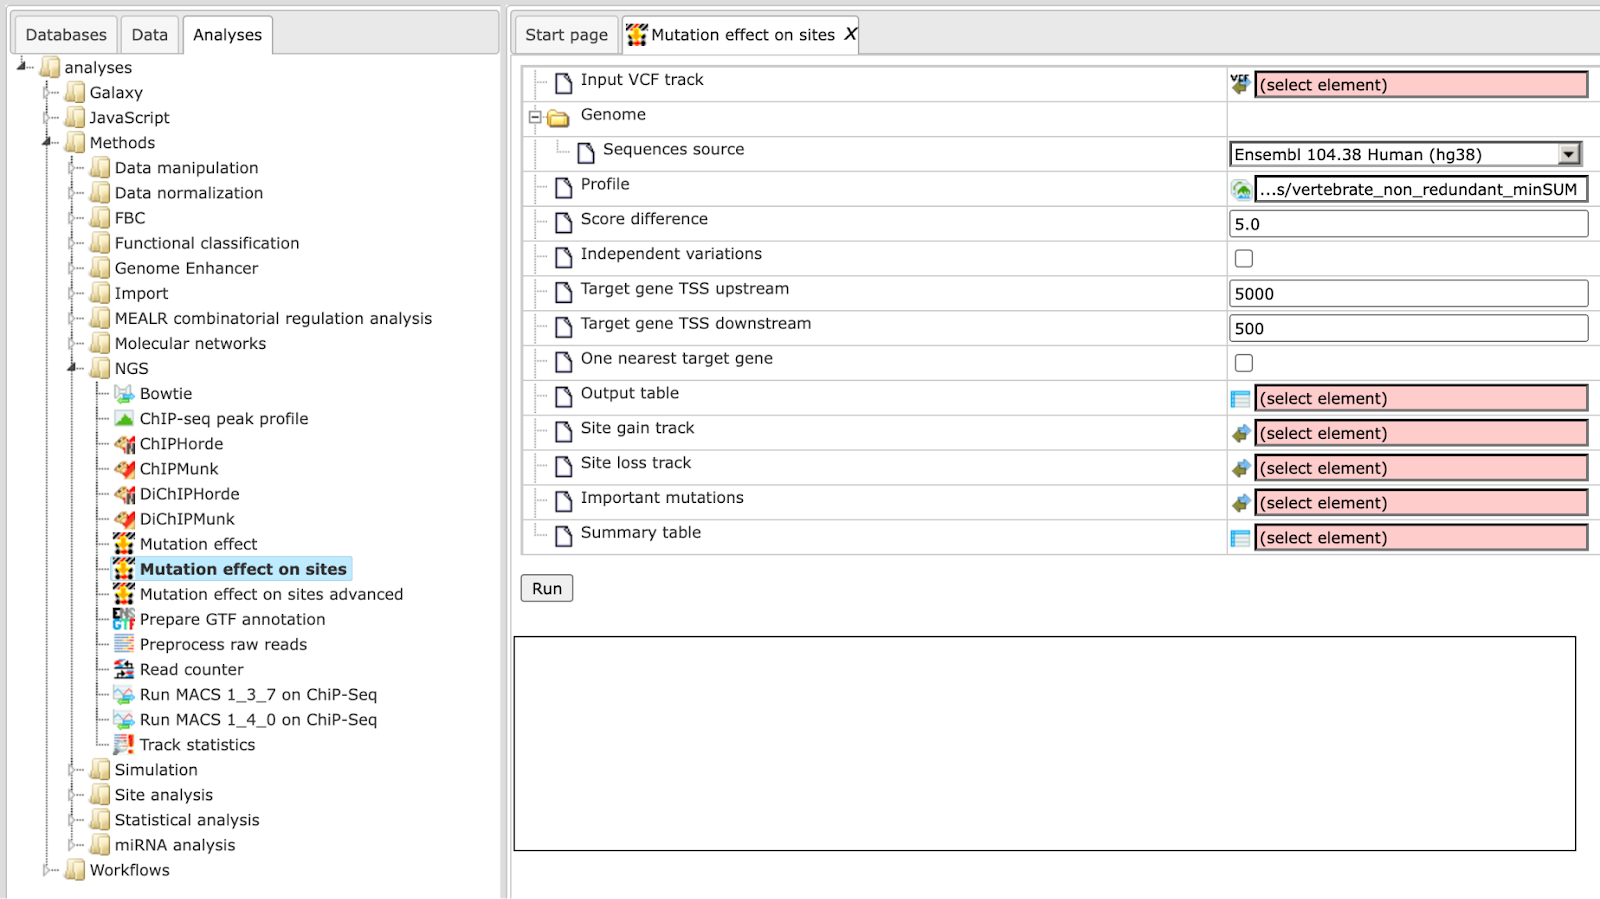 Databases
Data
Analyses
analyses
Galaxy
JavaScript
Methods
Data manipulation
Data normalization
FBC
Functional classification
Genome Enhancer
Import
MEALR combinatorial regulation analysis
Molecular networks
NGS
Bowtie
ChIP-seq peak profile
ChIPHorde
ChIPMunk
DiChIPHorde
DiChIPMunk
Mutation effect
Mutation effect on sites
Mutation effect on sites advanced
ENS
GTF
Prepare GTF annotation
Preprocess raw reads
Read counter
Run MACS 1_3_7 on ChiP-Seq
Run MACS 1_4_0 on ChiP-Seq
Track statistics
Simulation
Site analysis
Statistical analysis
miRNA analysis
Workflows
Start page
Mutation effect on sites X
Input VCF track
VCF
(select element)
Genome
Sequences source
Ensembl 104.38 Human (hg38)
Profile
...s/vertebrate_non_redundant_minSUM
Score difference
5.0
Independent variations
Target gene TSS upstream
5000
Target gene TSS downstream
500
One nearest target gene
Output table
(select element)
Site gain track
(select element)
Site loss track
(select element)
Important mutations
(select element)
Summary table
(select element)
Run